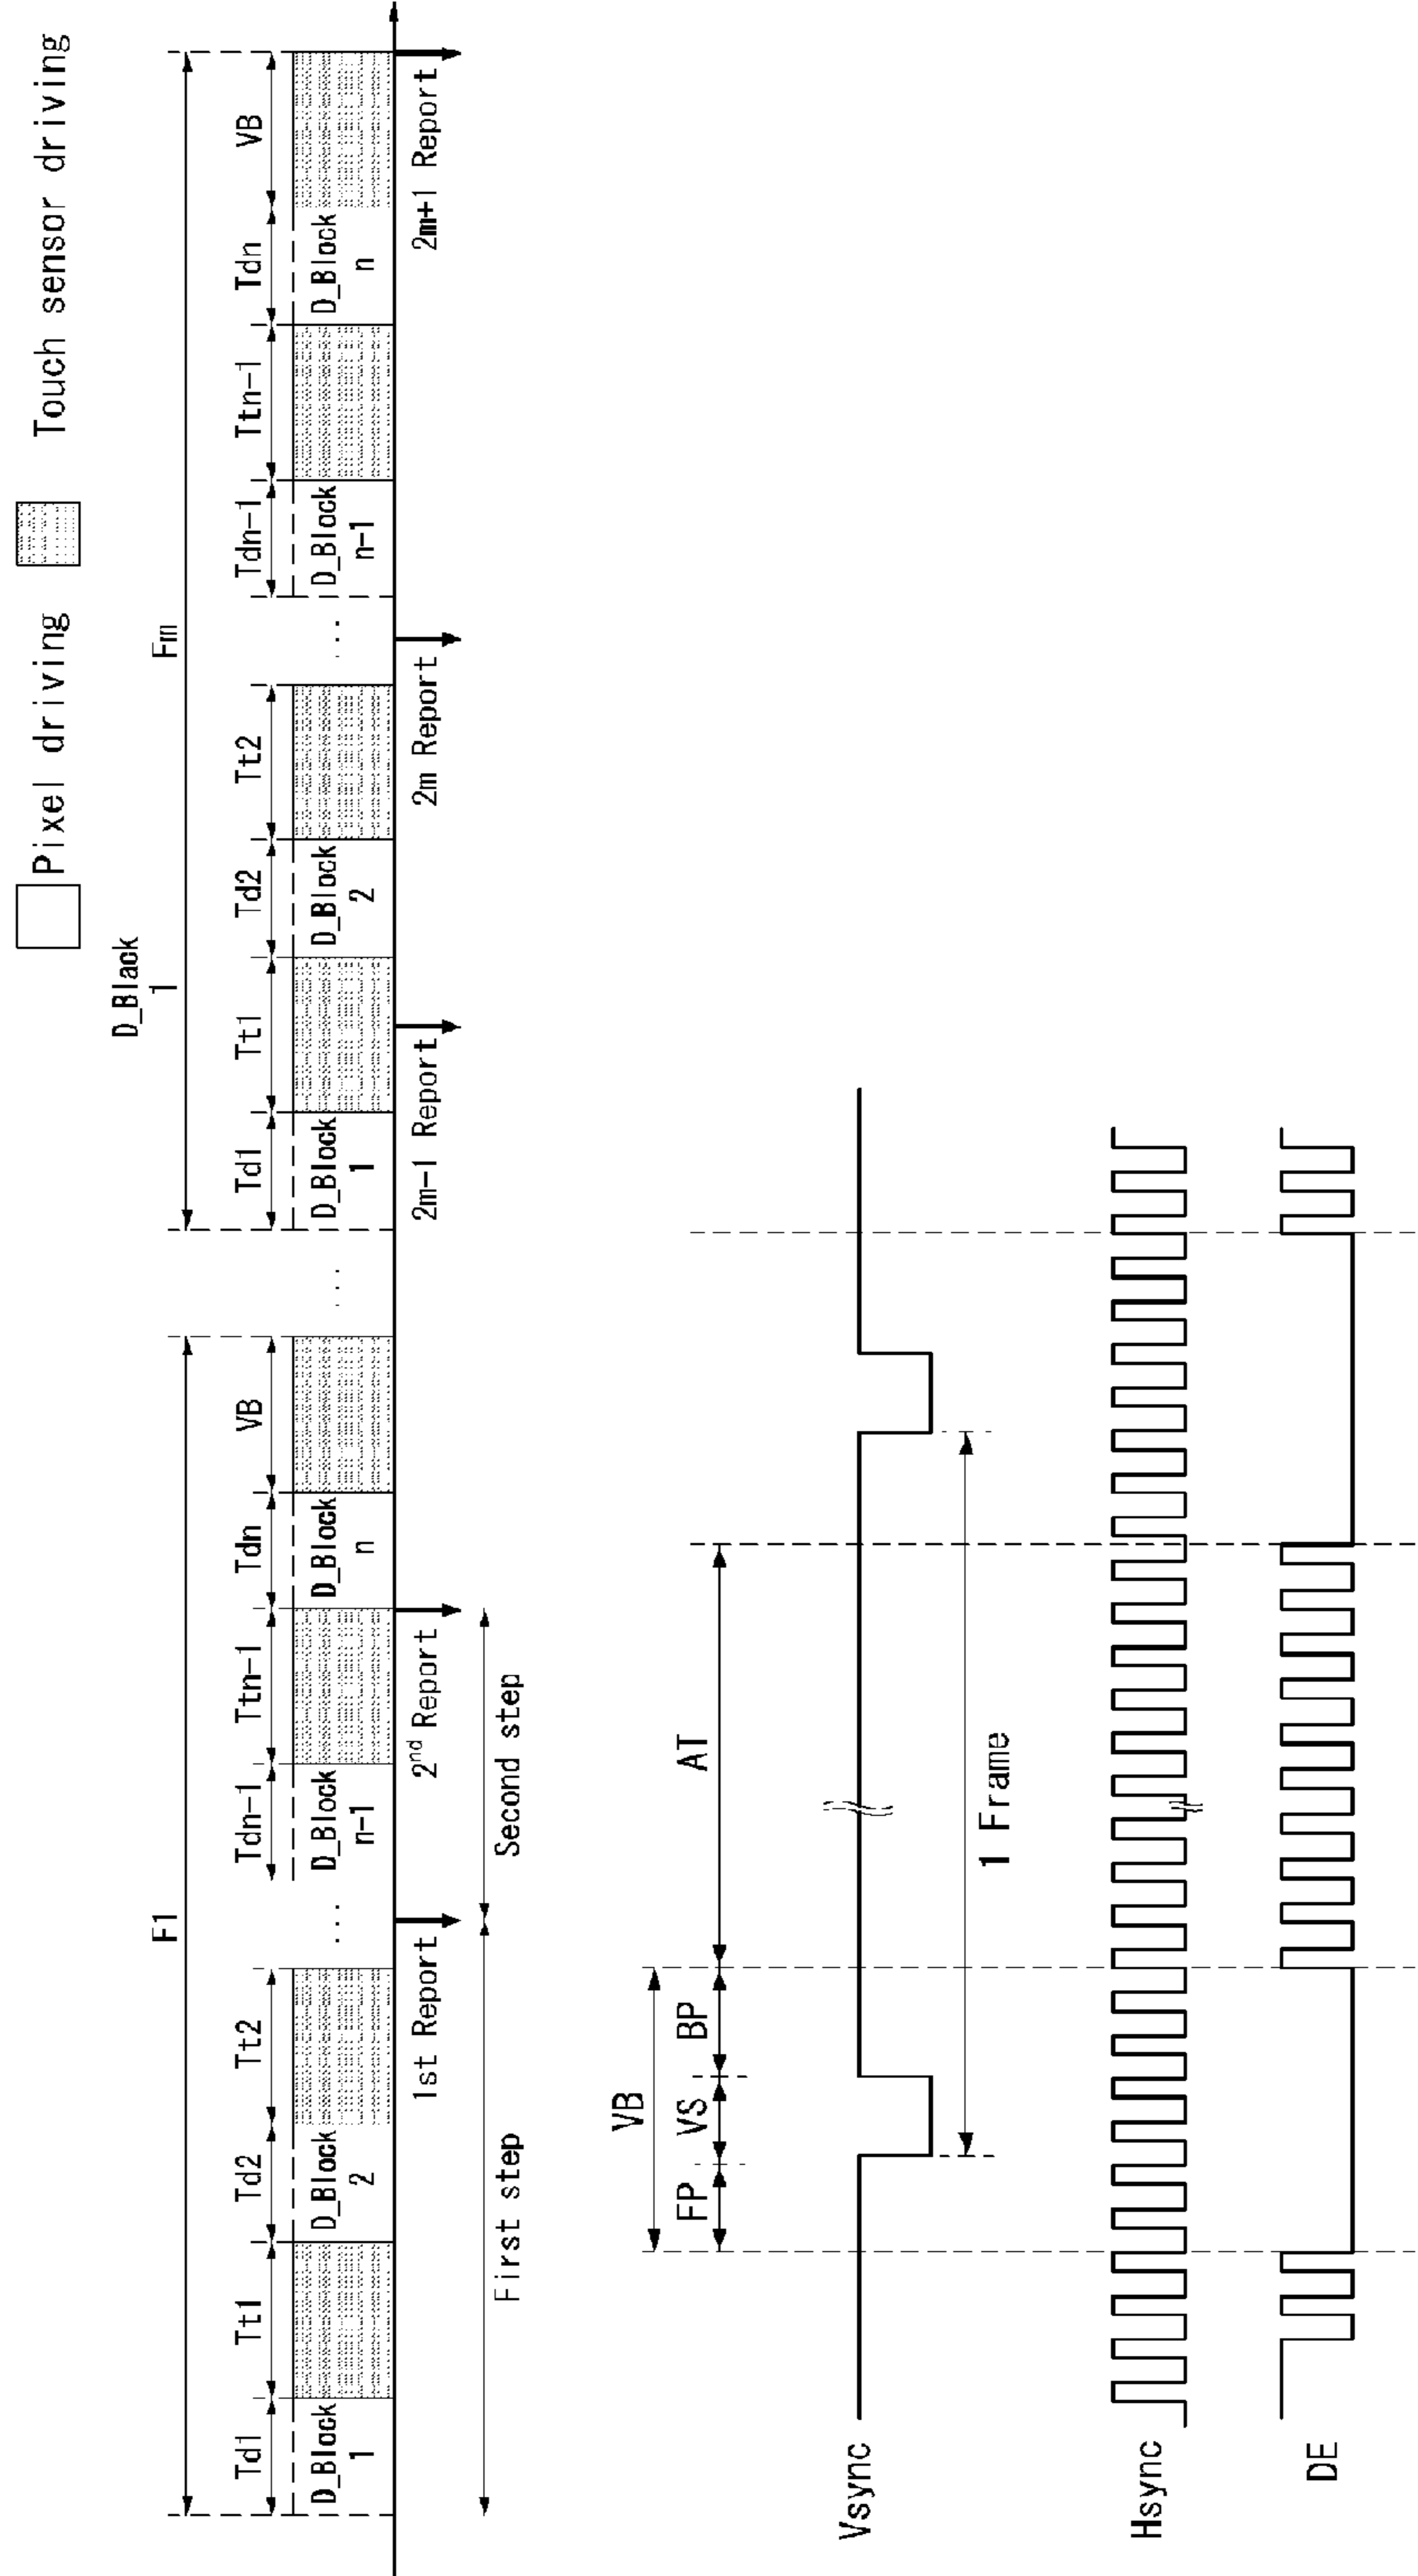 Pixel driving
Touch sensor driving
D_Black
1
F1
Fm
Td1
Tt1
Td2
Tt2
Tdn-1
Ttn-1
Tdn
VB
Td1
Tt1
Td2
Tt2
Tdn-1
Ttn-1
Tdn
VB
D_Block
1
D_Block
2
...
D_Block
n-1
D_Block
n
...
D_Block
1
D_Block
2
...
D_Block
n-1
D_Block
n
1st Report
2nd Report
2m-1 Report
2m Report
2m+1 Report
First step
Second step
VB
FP
VS
BP
AT
Vsync
1 Frame
Hsync
DE